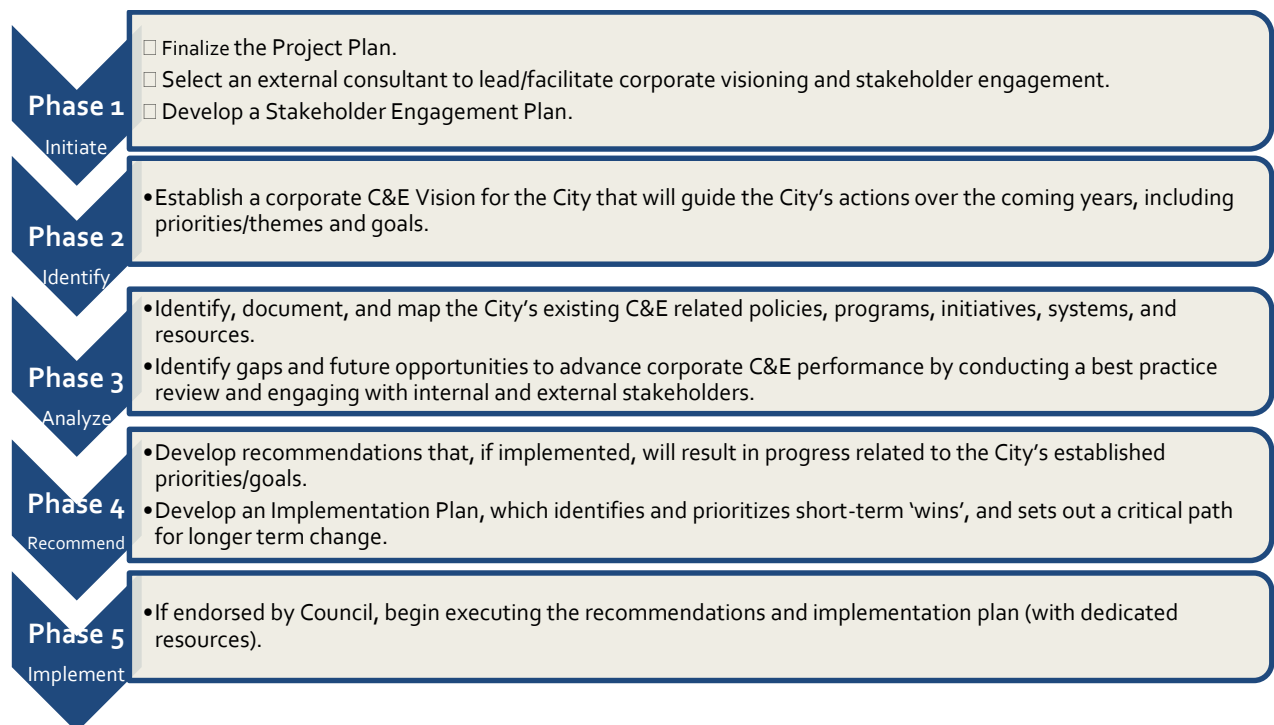 Phase 1
Initiate
□ Finalize the Project Plan.
□ Select an external consultant to lead/facilitate corporate visioning and stakeholder engagement.
□ Develop a Stakeholder Engagement Plan.
Phase 2
Identify
•Establish a corporate C&E Vision for the City that will guide the City’s actions over the coming years, including
priorities/themes and goals.
Phase 3
Analyze
•Identify, document, and map the City’s existing C&E related policies, programs, initiatives, systems, and
resources.
•Identify gaps and future opportunities to advance corporate C&E performance by conducting a best practice
review and engaging with internal and external stakeholders.
Phase 4
Recommend
•Develop recommendations that, if implemented, will result in progress related to the City’s established
priorities/goals.
•Develop an Implementation Plan, which identifies and prioritizes short-term ‘wins’, and sets out a critical path
for longer term change.
Phase 5
Implement
•If endorsed by Council, begin executing the recommendations and implementation plan (with dedicated
resources).